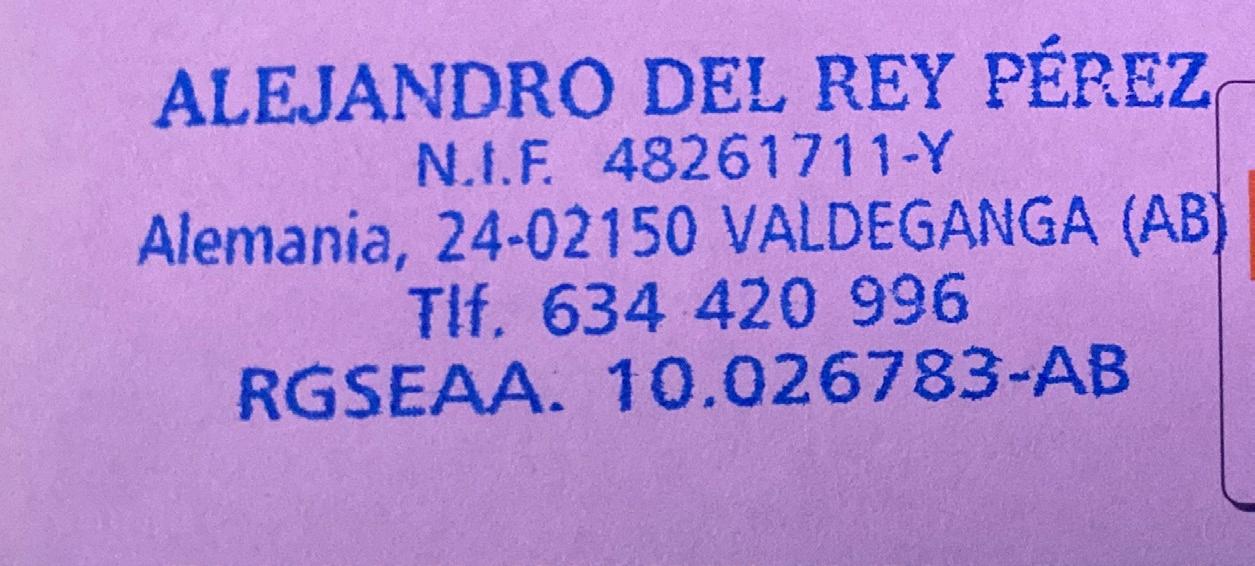 ALEJANDRO DEL REY PÉREZ
N.I.F. 48261711-Y
Alemania, 24-02150 VALDEGANGA (AB)
Tlf. 634 420 996
RGSEAA. 10.026783-AB